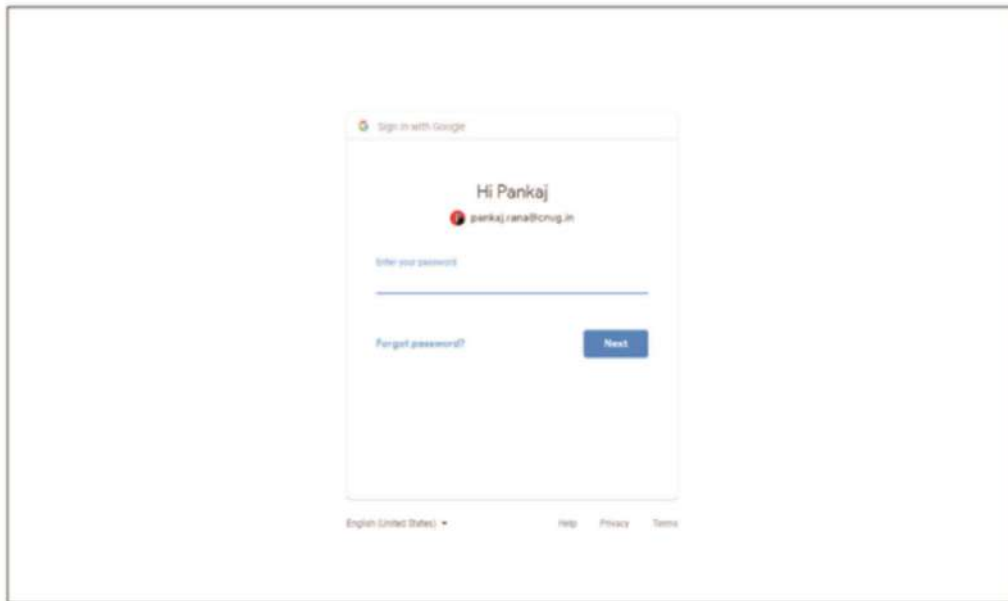 Sign in with Google
Hi Pankaj
pankaj.rana@cnvg.in
Enter your password
Forgot password?
Next
English (United States)
Help Privacy Terms